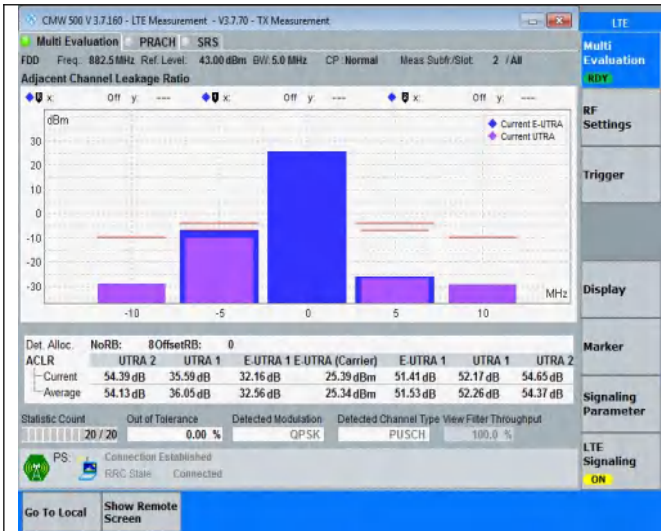 CMW 500 V 3.7.160 - LTE Measurement - V3.7.70 - TX Measurement
LTE
Multi Evaluation PRACH SRS
Multi Evaluation
RDY
FDD Freq.: 882.5 MHz Ref. Level: 43.00 dBm BW: 5.0 MHz CP: Normal Meas Subfr./Slot: 2 / All
Adjacent Channel Leakage Ratio
x: Off y: --- x: Off y: --- x: Off y: ---
dBm
Current E-UTRA
Current UTRA
30
20
10
0
-10
-20
-30
MHz
-10 -5 0 5 10
RF Settings
Trigger
Display
Marker
Signaling Parameter
LTE Signaling
ON
Det. Alloc. NoRB: 8 OffsetRB: 0
ACLR UTRA 2 UTRA 1 E-UTRA 1 E-UTRA (Carrier) E-UTRA 1 UTRA 1 UTRA 2
Current 54.39 dB 35.59 dB 32.16 dB 25.39 dBm 51.41 dB 52.17 dB 54.65 dB
Average 54.13 dB 36.05 dB 32.56 dB 25.34 dBm 51.53 dB 52.26 dB 54.37 dB
Statistic Count Out of Tolerance Detected Modulation Detected Channel Type View Filter Throughput
20 / 20 0.00 % QPSK PUSCH 100.0 %
PS: Connection Established
RRC State Connected
Go To Local
Show Remote Screen